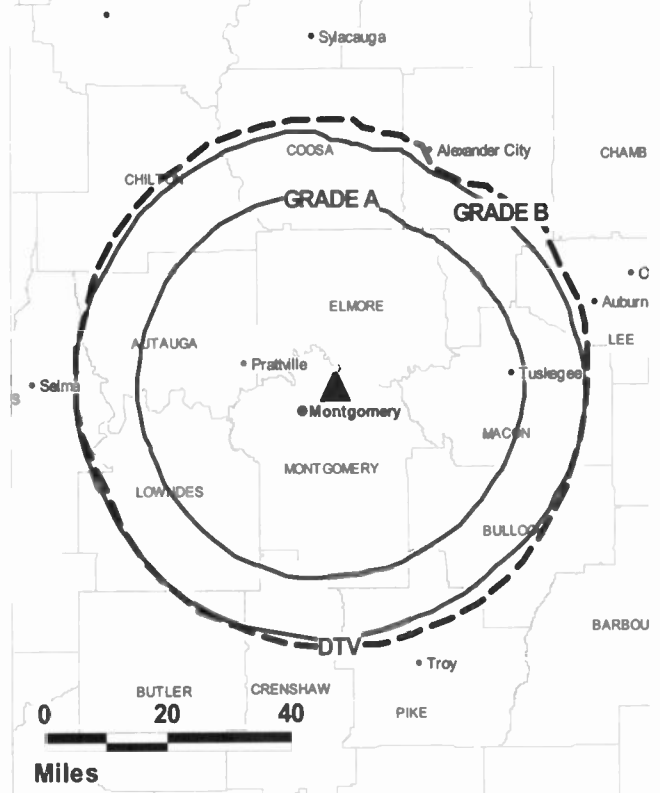 Sylacauga
COOSA
Alexander City
CHAMB
CHILTON
GRADE A
GRADE B
O
ELMORE
Auburn
AUTAUGA
LEE
Prattville
Tuskegee
Selma
S
Montgomery
MACON
MONTGOMERY
LOWNDES
BULLOC
BARBOU
DTV
Troy
BUTLER
CRENSHAW
PIKE
0 20 40
Miles